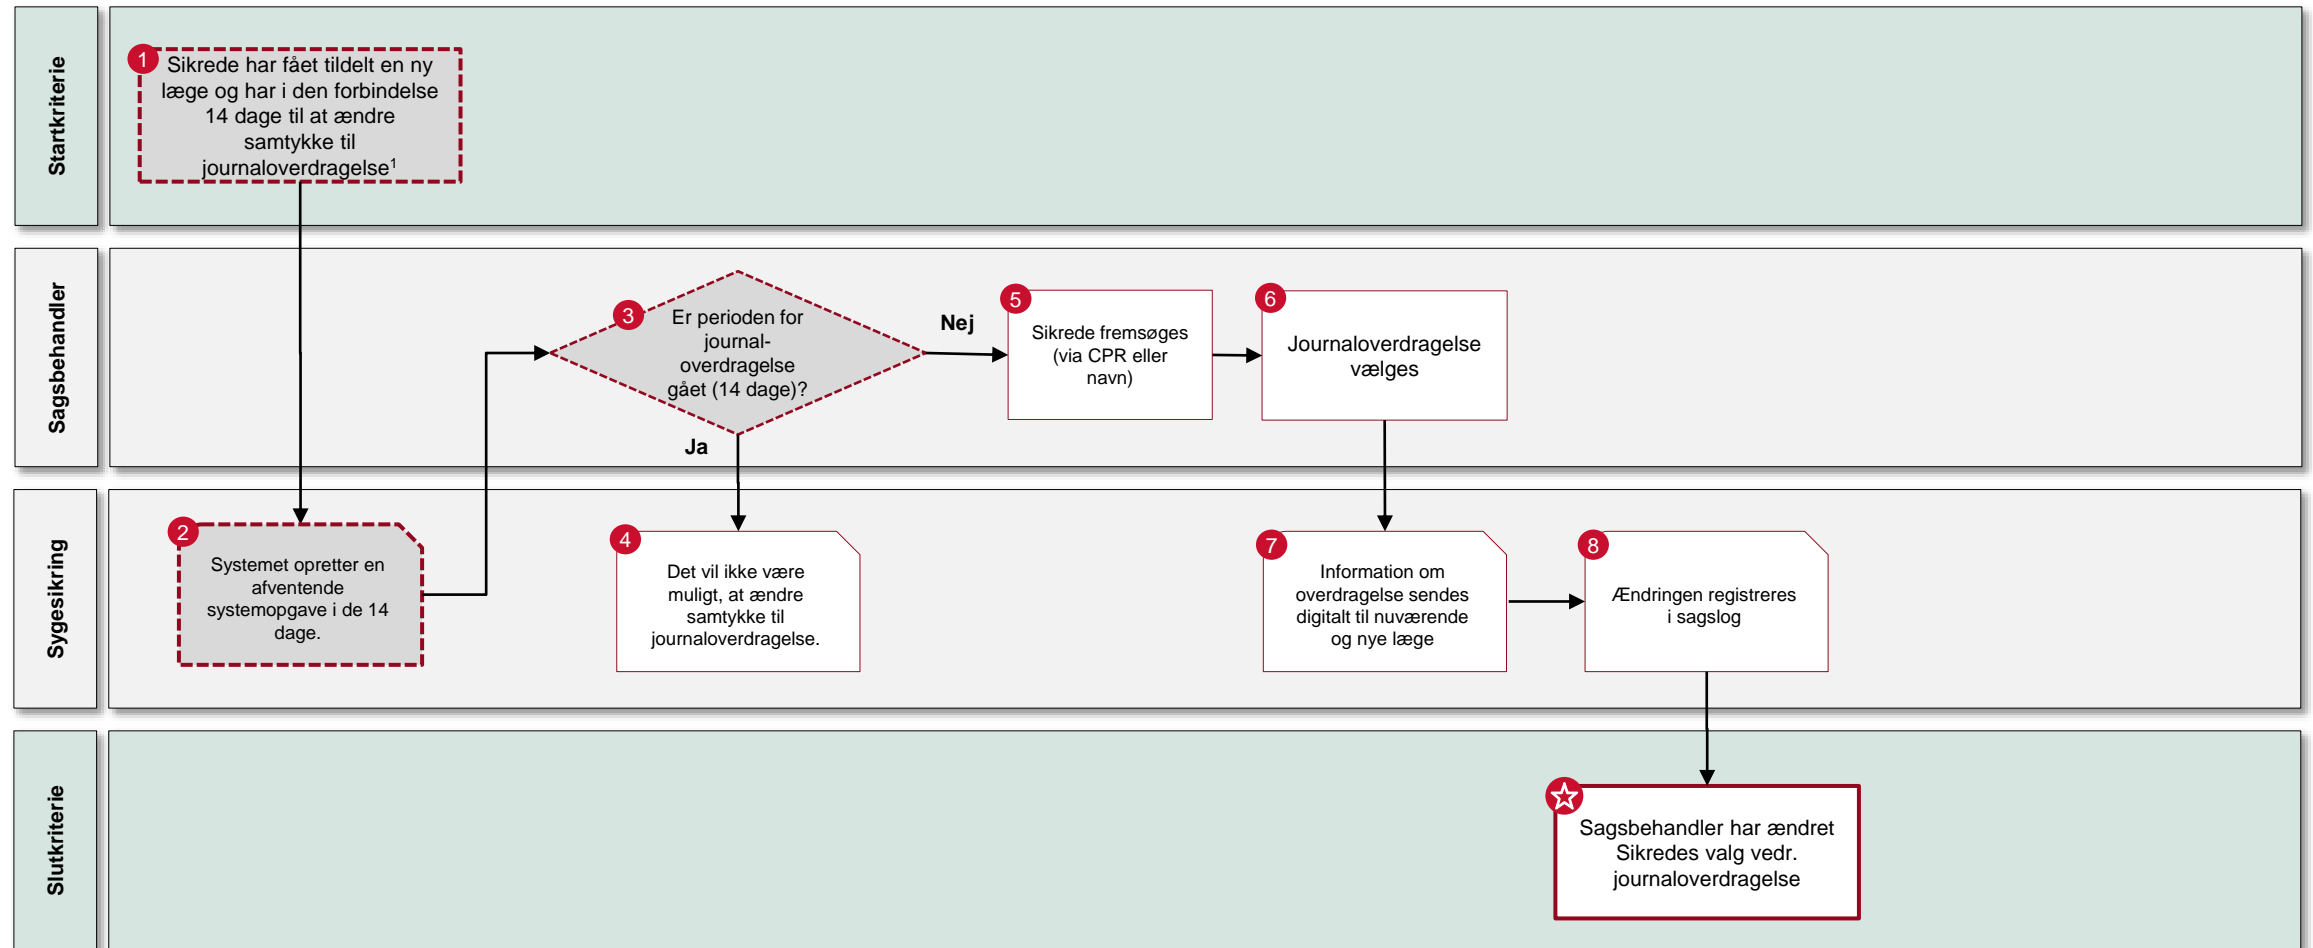 Startkriterie
1
Sikrede har fået tildelt en ny
læge og har i den forbindelse
14 dage til at ændre
samtykke til
journaloverdragelse¹
Sagsbehandler
3
Er perioden for
journal-
overdragelse
gået (14 dage)?
Nej
Ja
5
Sikrede fremsøges
(via CPR eller
navn)
6
Journaloverdragelse
vælges
Sygesikring
2
Systemet opretter en
afventende
systemopgave i de 14
dage.
4
Det vil ikke være
muligt, at ændre
samtykke til
journaloverdragelse.
7
Information om
overdragelse sendes
digitalt til nuværende
og nye læge
8
Ændringen registreres
i sagslog
Slutkriterie
Sagsbehandler har ændret
Sikredes valg vedr.
journaloverdragelse